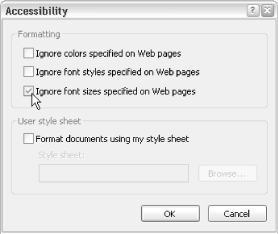 Accessibility
Formatting
Ignore colors specified on Web pages
Ignore font styles specified on Web pages
Ignore font sizes specified on Web pages
User style sheet
Format documents using my style sheet
Style sheet:
Browse...
OK Cancel